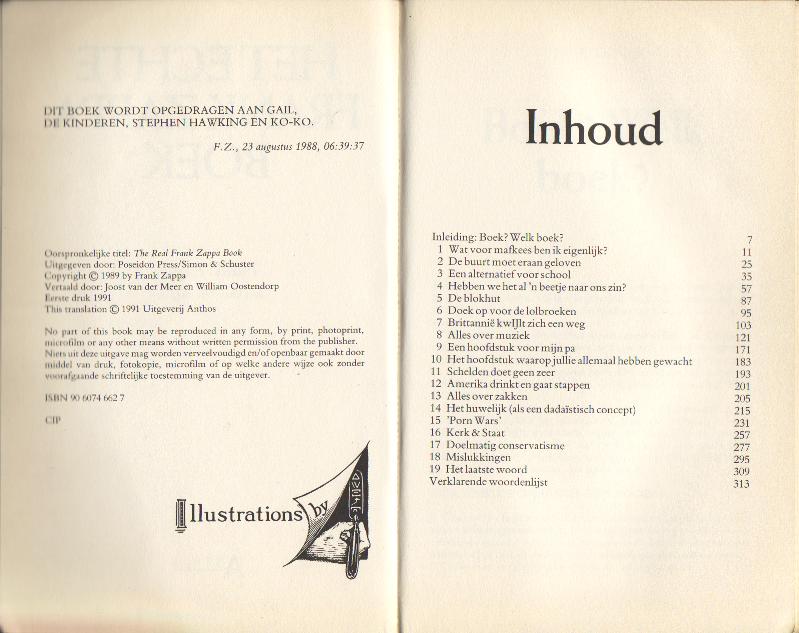 DIT BOEK WORDT OPGEDRAGEN AAN GAIL,
DE KINDEREN, STEPHEN HAWKING EN KO-KO.
F.Z., 23 augustus 1988, 06:39:37
Oorspronkelijke titel: The Real Frank Zappa Book
Uitgegeven door: Poseidon Press/Simon & Schuster
Copyright © 1989 by Frank Zappa
Vertaald door: Joost van der Meer en William Oostendorp
Eerste druk 1991
This translation © 1991 Uitgeverij Anthos
No part of this book may be reproduced in any form, by print, photoprint,
microfilm or any other means without written permission from the publisher.
Niets uit deze uitgave mag worden verveelvoudigd en/of openbaar gemaakt door
middel van druk, fotokopie, microfilm of op welke andere wijze ook zonder
voorafgaande schriftelijke toestemming van de uitgever.
ISBN 90 6074 662 7
CIP
Illustrations by
AWEST
Inhoud
Inleiding: Boek? Welk boek? 7
1 Wat voor mafkees ben ik eigenlijk? 11
2 De buurt moet eraan geloven 25
3 Een alternatief voor school 35
4 Hebben we het al 'n beetje naar ons zin? 57
5 De blokhut 87
6 Doek op voor de lolbroeken 95
7 Brittannië kwIJlt zich een weg 103
8 Alles over muziek 121
9 Een hoofdstuk voor mijn pa 171
10 Het hoofdstuk waarop jullie allemaal hebben gewacht 183
11 Schelden doet geen zeer 193
12 Amerika drinkt en gaat stappen 201
13 Alles over zakken 205
14 Het huwelijk (als een dadaïstisch concept) 215
15 'Porn Wars' 231
16 Kerk & Staat 257
17 Doelmatig conservatisme 277
18 Mislukkingen 295
19 Het laatste woord 309
Verklarende woordenlijst 313